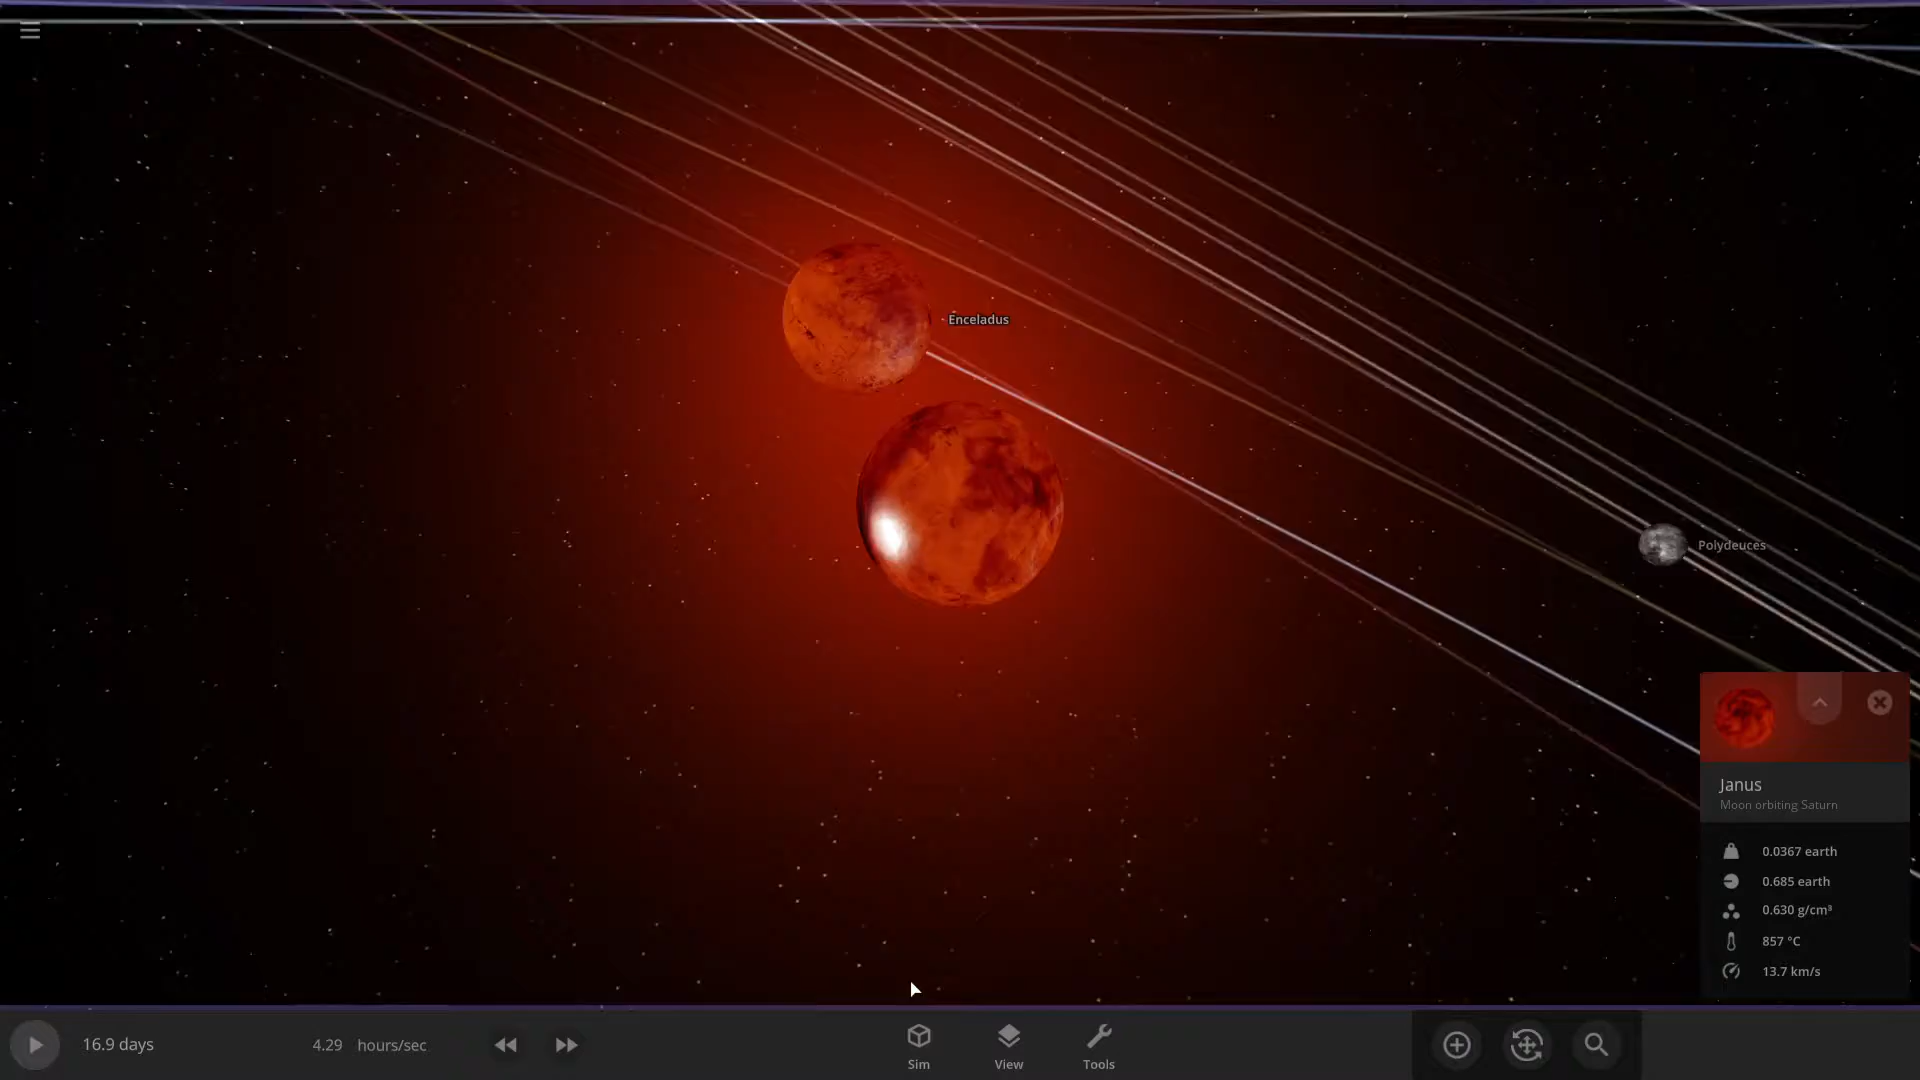 Enceladus
Polydeuces
Janus
Moon orbiting Saturn
0.0367 earth
0.685 earth
0.630 g/cm³
857 °C
13.7 km/s
16.9 days
4.29 hours/sec
Sim
View
Tools